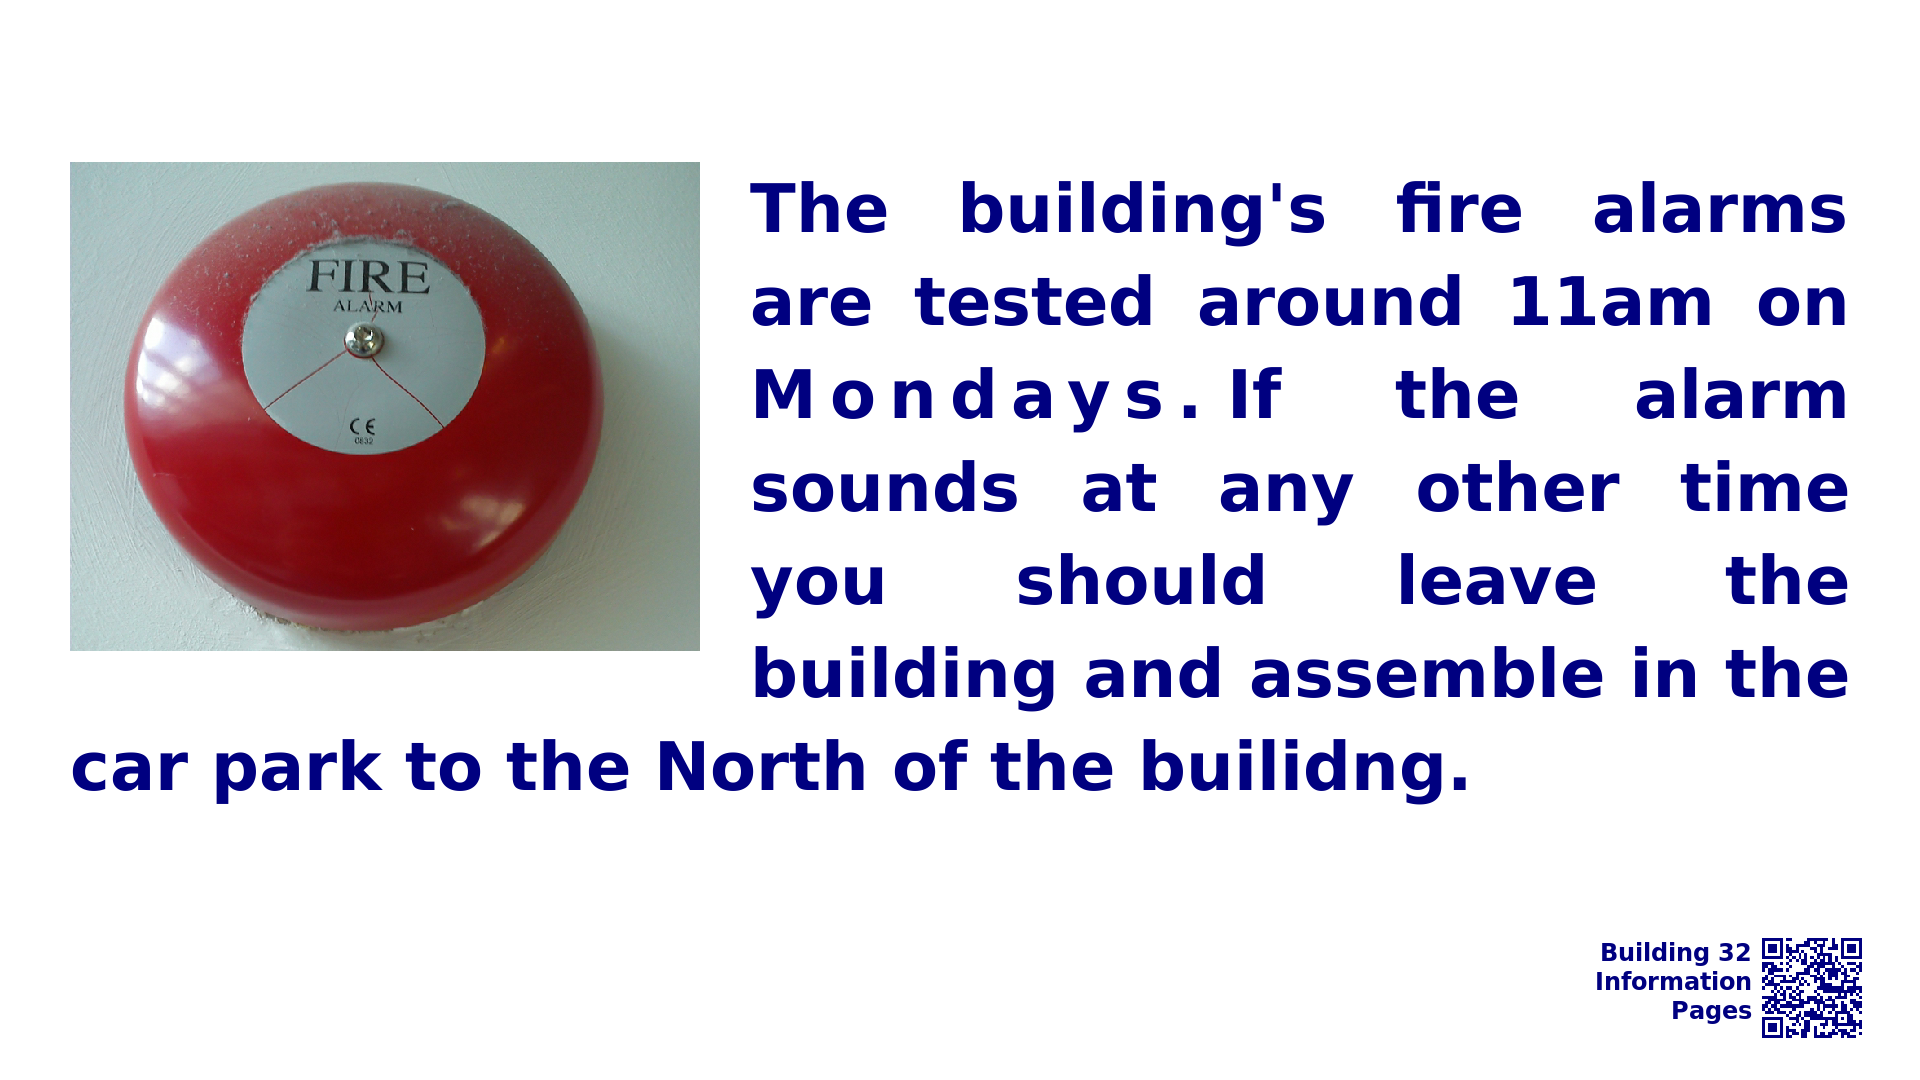 FIRE
ALARM
CE
0832
The building's fire alarms
are tested around 11am on
Mondays. If the alarm
sounds at any other time
you should leave the
building and assemble in the
car park to the North of the builidng.
Building 32
Information
Pages